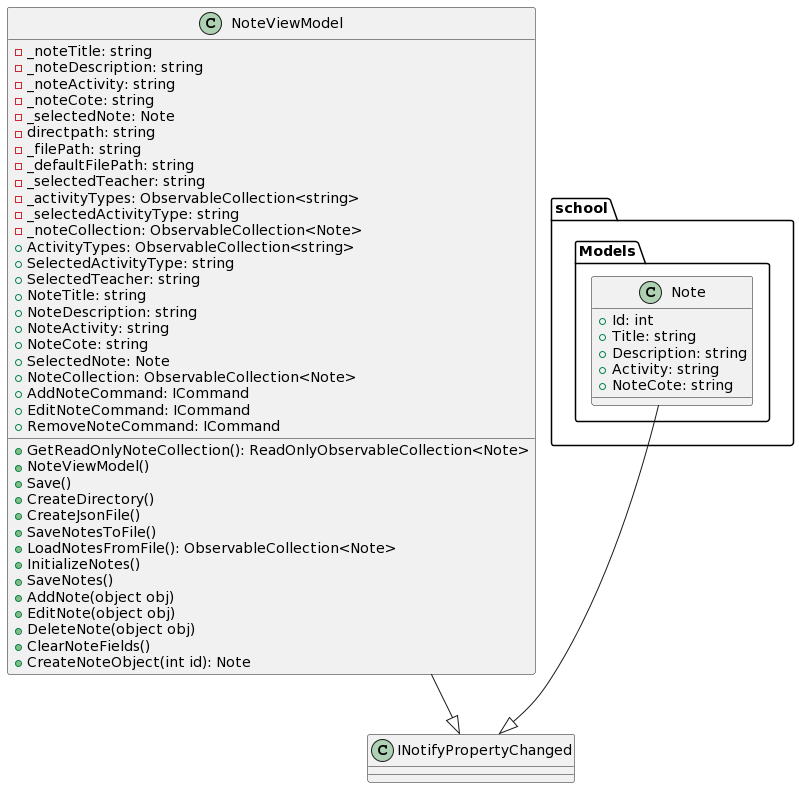 C NoteViewModel
_noteTitle: string
_noteDescription: string
_noteActivity: string
_noteCote: string
_selectedNote: Note
directpath: string
_filePath: string
_defaultFilePath: string
_selectedTeacher: string
_activityTypes: ObservableCollection<string>
_selectedActivityType: string
_noteCollection: ObservableCollection<Note>
ActivityTypes: ObservableCollection<string>
SelectedActivityType: string
SelectedTeacher: string
NoteTitle: string
NoteDescription: string
NoteActivity: string
NoteCote: string
SelectedNote: Note
NoteCollection: ObservableCollection<Note>
AddNoteCommand: ICommand
EditNoteCommand: ICommand
RemoveNoteCommand: ICommand
GetReadOnlyNoteCollection(): ReadOnlyObservableCollection<Note>
NoteViewModel()
Save()
CreateDirectory()
CreateJsonFile()
SaveNotesToFile()
LoadNotesFromFile(): ObservableCollection<Note>
InitializeNotes()
SaveNotes()
AddNote(object obj)
EditNote(object obj)
DeleteNote(object obj)
ClearNoteFields()
CreateNoteObject(int id): Note
school
Models
C Note
Id: int
Title: string
Description: string
Activity: string
NoteCote: string
C INotifyPropertyChanged